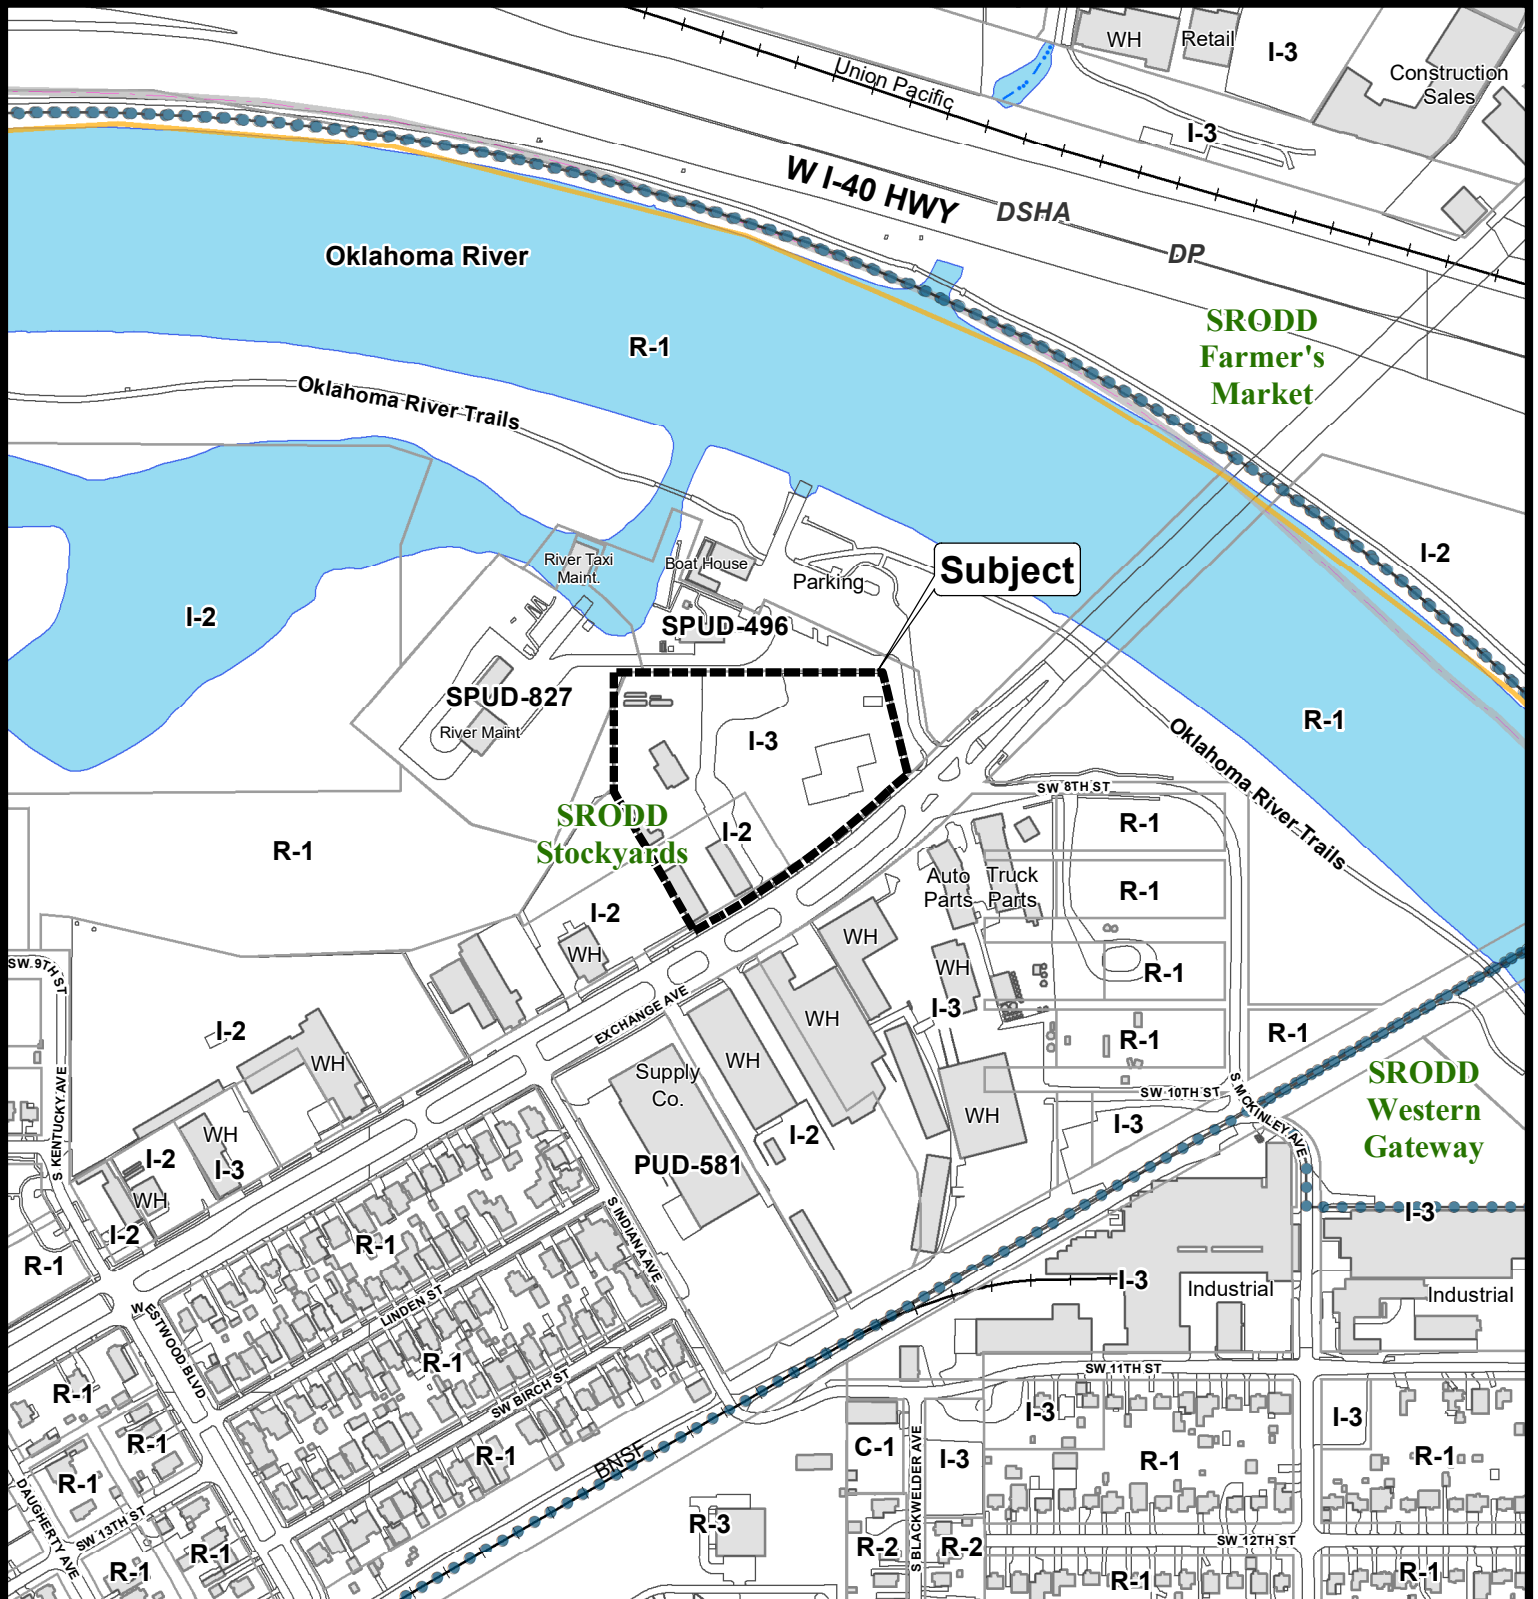 WH
Retail
I-3
Construction
Sales
Union Pacific
I-3
W I-40 HWY
DSHA
DP
Oklahoma River
R-1
SRODD
Farmer's
Market
Oklahoma River Trails
I-2
I-2
River Taxi
Maint.
Boat House
Parking
Subject
SPUD-496
SPUD-827
River Maint
I-3
R-1
Oklahoma River Trails
SW 8TH ST
SRODD
Stockyards
I-2
R-1
R-1
Auto
Parts
Truck
Parts
R-1
I-2
WH
WH
WH
R-1
SW 9TH ST
EXCHANGE AVE
I-3
WH
I-2
WH
WH
Supply
Co.
R-1
R-1
SRODD
Western
Gateway
S KENTUCKY AVE
S MCKINLEY AVE
SW 10TH ST
WH
I-3
I-2
WH
I-2
I-3
WH
I-2
PUD-581
S INDIANA AVE
I-3
R-1
R-1
I-3
Industrial
Industrial
WESTWOOD BLVD
LINDEN ST
R-1
SW BIRCH ST
SW 11TH ST
R-1
R-1
R-1
BNSF
C-1
I-3
I-3
I-3
R-1
R-1
R-1
DAUGHERTY AVE
SW 13TH ST
R-1
R-1
R-3
R-2
S BLACKWELDER AVE
R-2
SW 12TH ST
R-1
R-1